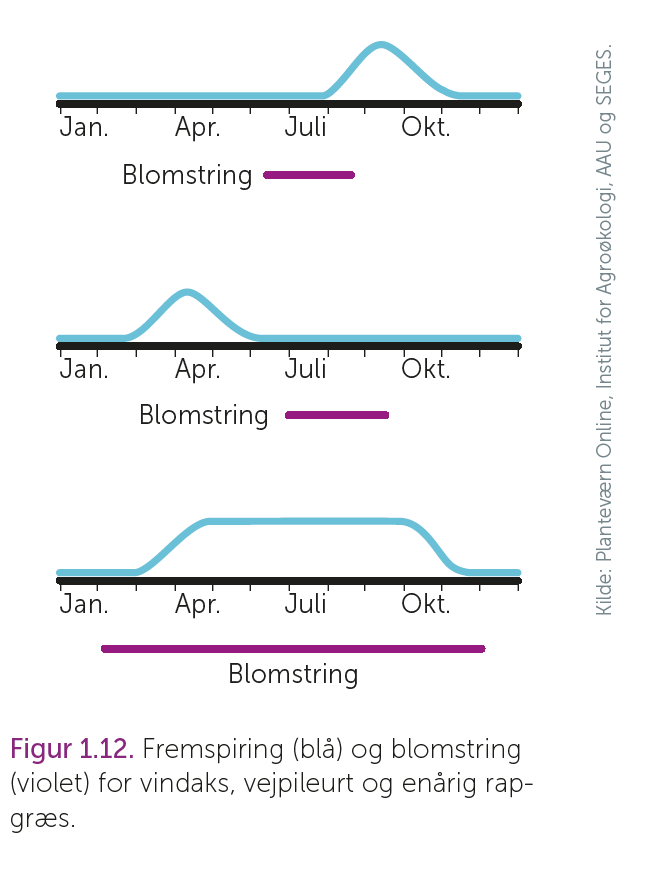 Jan. Apr. Juli Okt.
Blomstring
Jan. Apr. Juli Okt.
Blomstring
Jan. Apr. Juli Okt.
Blomstring
Figur 1.12. Fremspiring (blå) og blomstring
(violet) for vindaks, vejpileurt og enårig rap-
græs.
Kilde: Planteværn Online, Institut for Agroøkologi, AAU og SEGES.